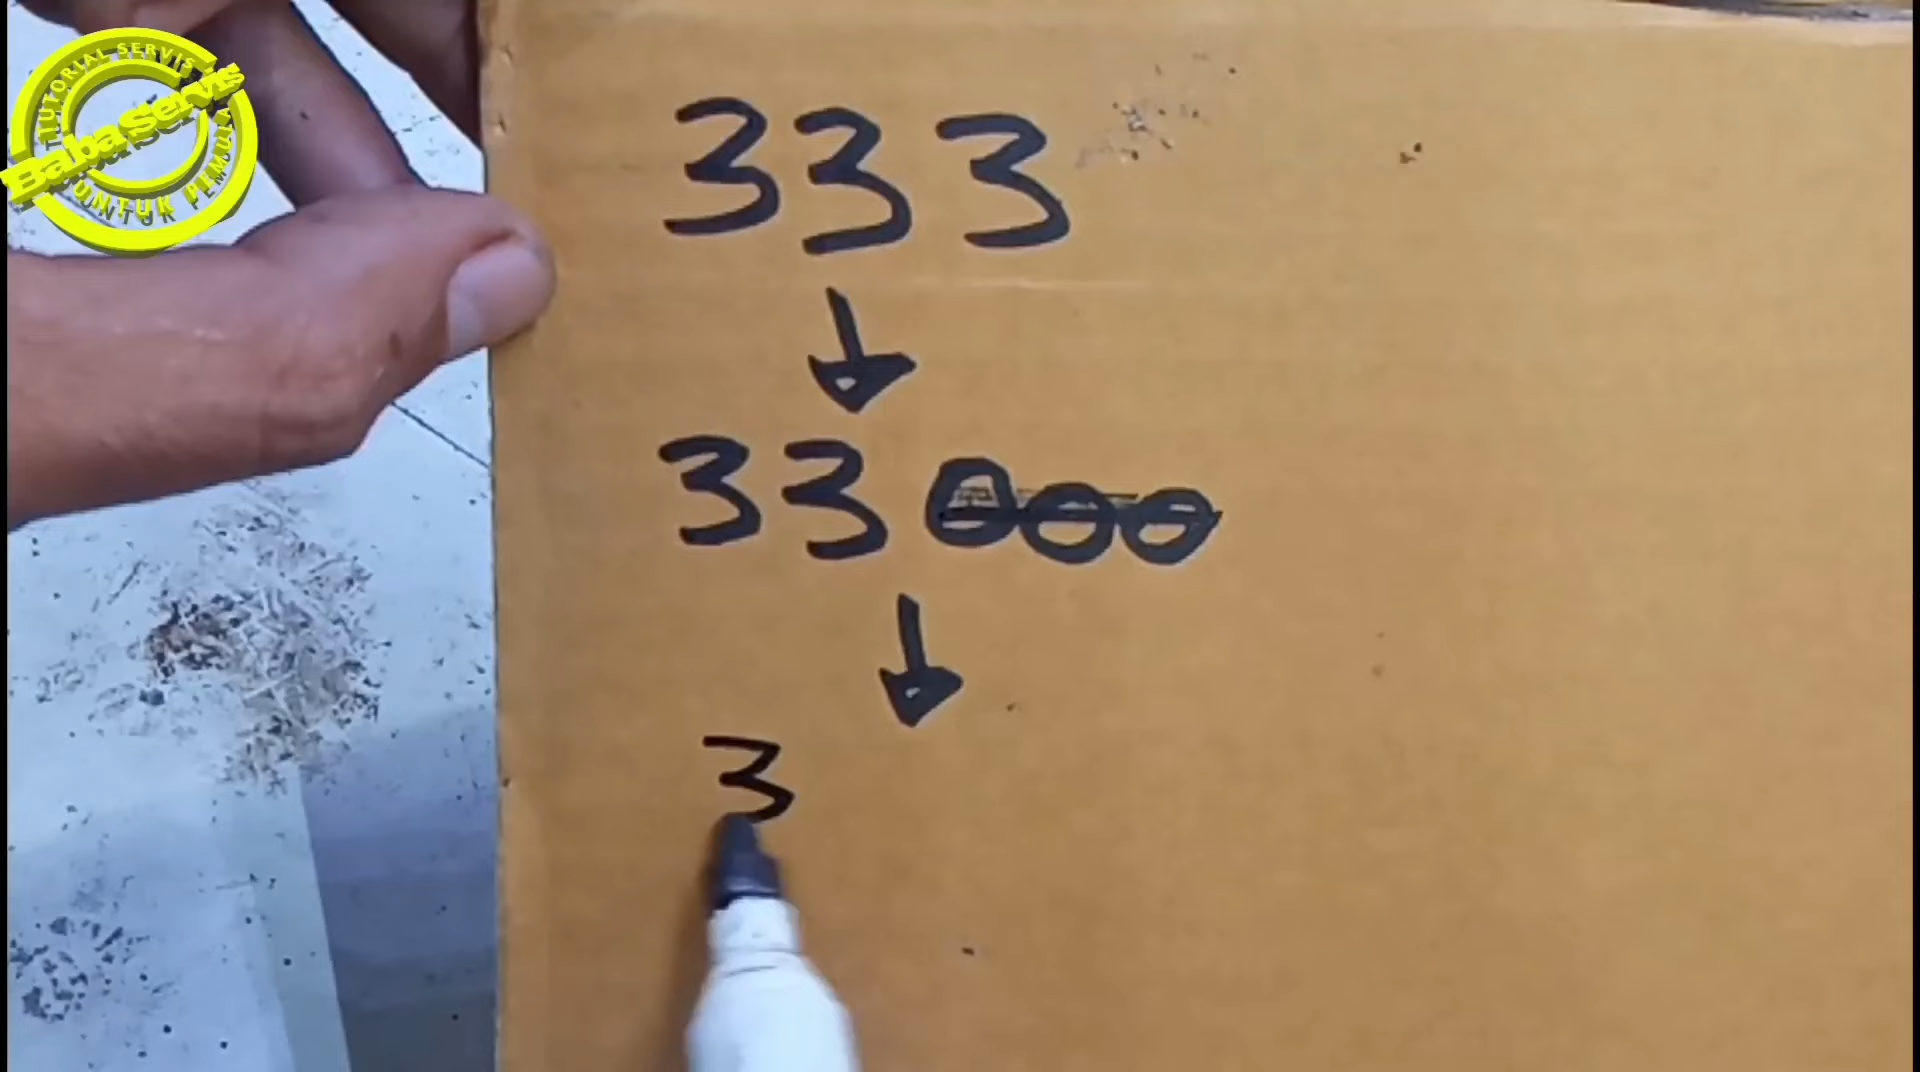 TUTORIAL SERVIS
Baba Servis
UNTUK PEMULA
333
33000
3